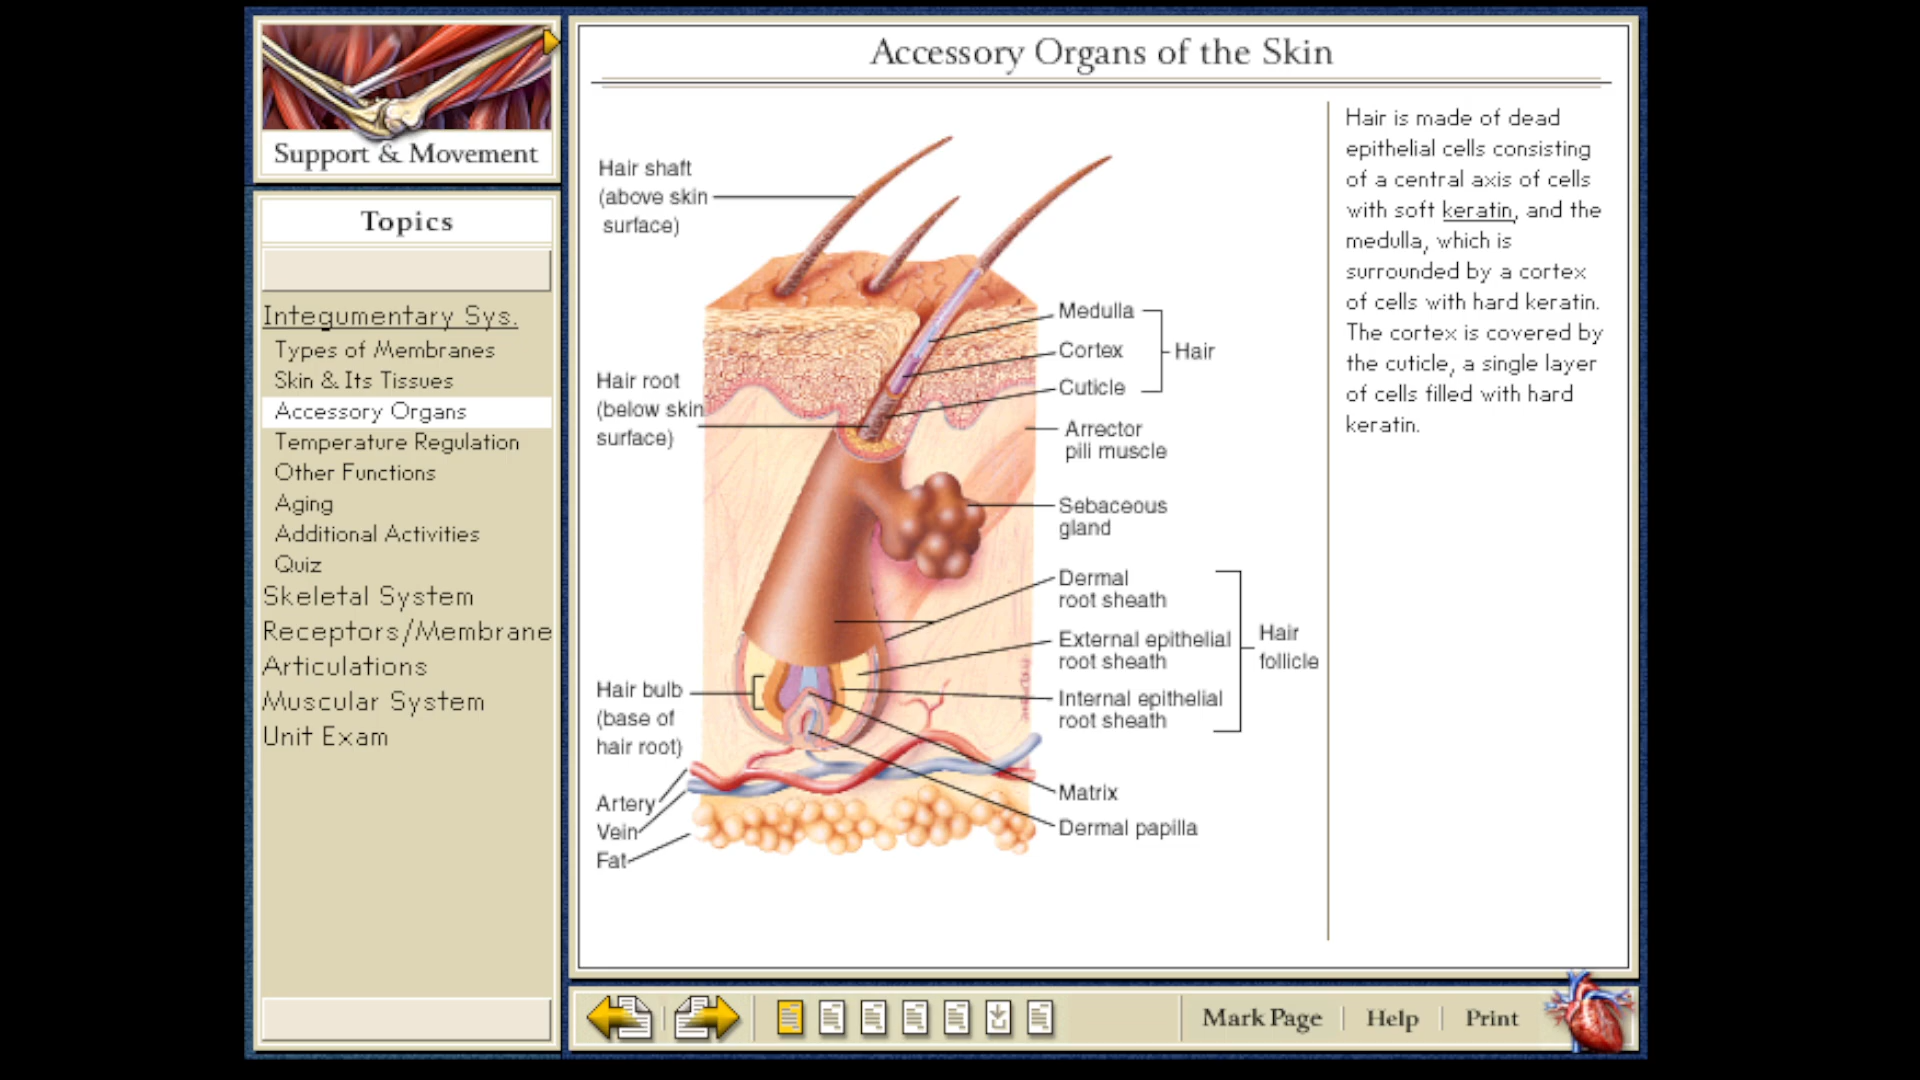 Support & Movement
Topics
Integumentary Sys.
Types of Membranes
Skin & Its Tissues
Accessory Organs
Temperature Regulation
Other Functions
Aging
Additional Activities
Quiz
Skeletal System
Receptors/Membrane
Articulations
Muscular System
Unit Exam
Accessory Organs of the Skin
Hair shaft
(above skin
surface)
Hair root
(below skin
surface)
Hair bulb
(base of
hair root)
Artery
Vein
Fat
Medulla
Cortex
Cuticle
Hair
Arrector
pili muscle
Sebaceous
gland
Dermal
root sheath
External epithelial
root sheath
Internal epithelial
root sheath
Hair
follicle
Matrix
Dermal papilla
Hair is made of dead
epithelial cells consisting
of a central axis of cells
with soft keratin, and the
medulla, which is
surrounded by a cortex
of cells with hard keratin.
The cortex is covered by
the cuticle, a single layer
of cells filled with hard
keratin.
Mark Page
Help
Print